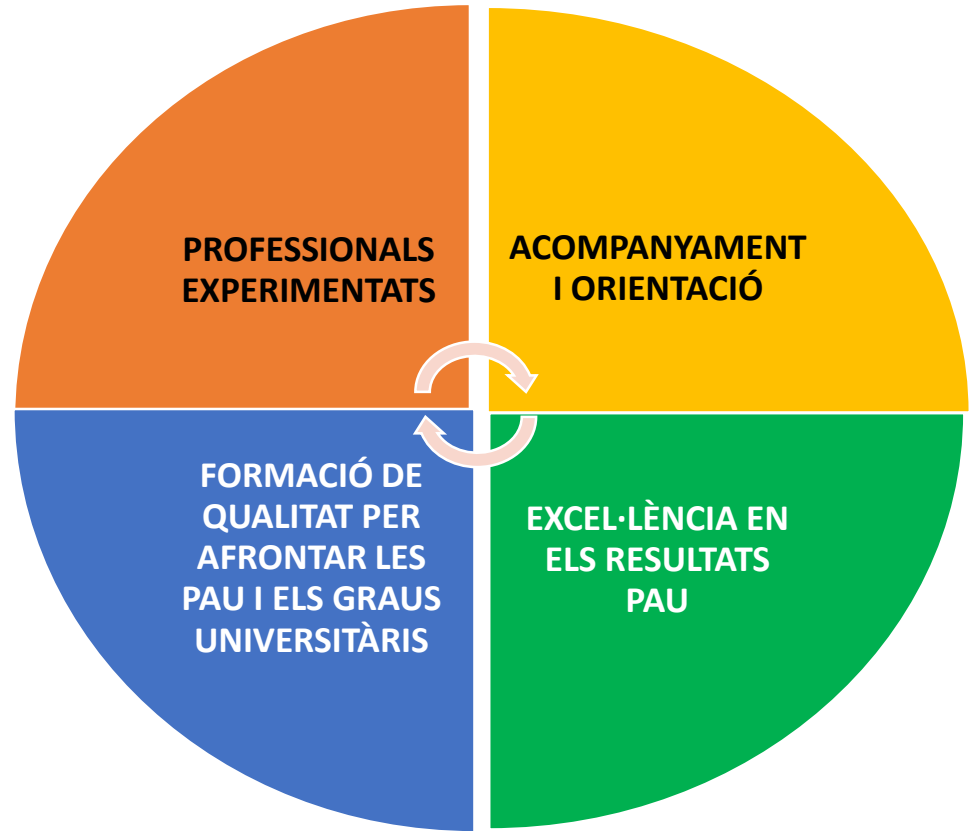 PROFESSIONALS
EXPERIMENTATS
ACOMPANYAMENT
I ORIENTACIÓ
FORMACIÓ DE
QUALITAT PER
AFRONTAR LES
PAU I ELS GRAUS
UNIVERSITÀRIS
EXCEL·LÈNCIA EN
ELS RESULTATS
PAU